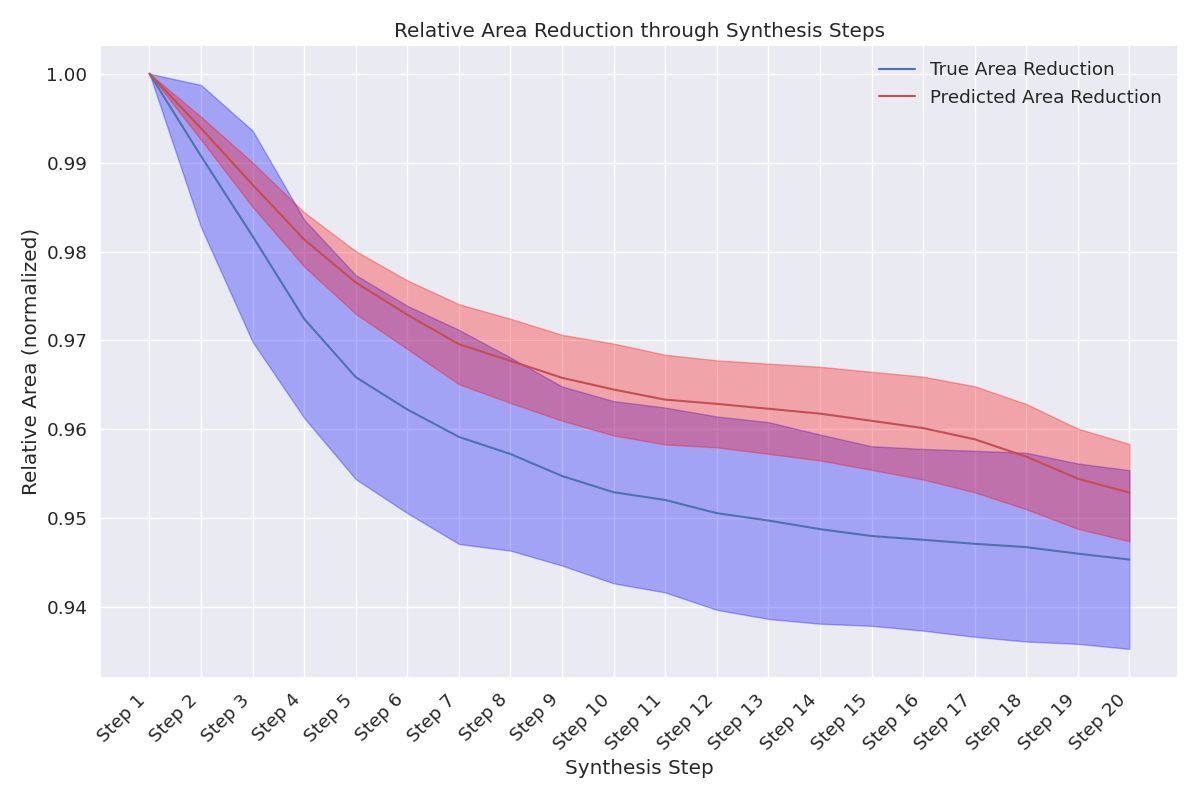 Relative Area Reduction through Synthesis Steps
True Area Reduction
Predicted Area Reduction
Relative Area (normalized)
1.00
0.99
0.98
0.97
0.96
0.95
0.94
Step 1
Step 2
Step 3
Step 4
Step 5
Step 6
Step 7
Step 8
Step 9
Step 10
Step 11
Step 12
Step 13
Step 14
Step 15
Step 16
Step 17
Step 18
Step 19
Step 20
Synthesis Step